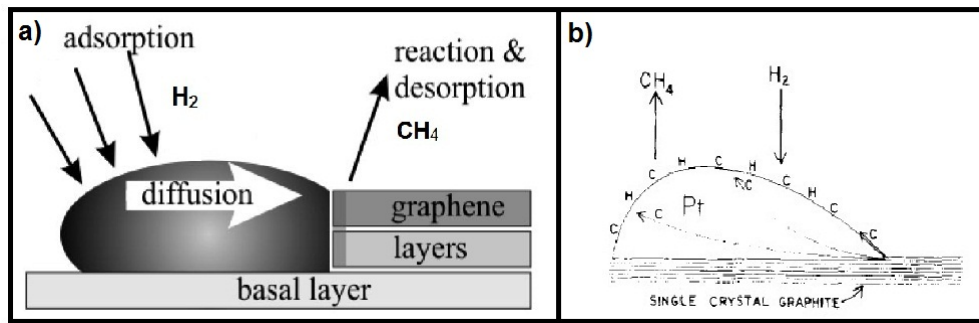 a)
adsorption
H2
reaction &
desorption
CH4
diffusion
graphene
layers
basal layer
b)
CH4
H2
C
H
C
H
C
H
C
H
C
C
C
C
Pt
SINGLE CRYSTAL GRAPHITE